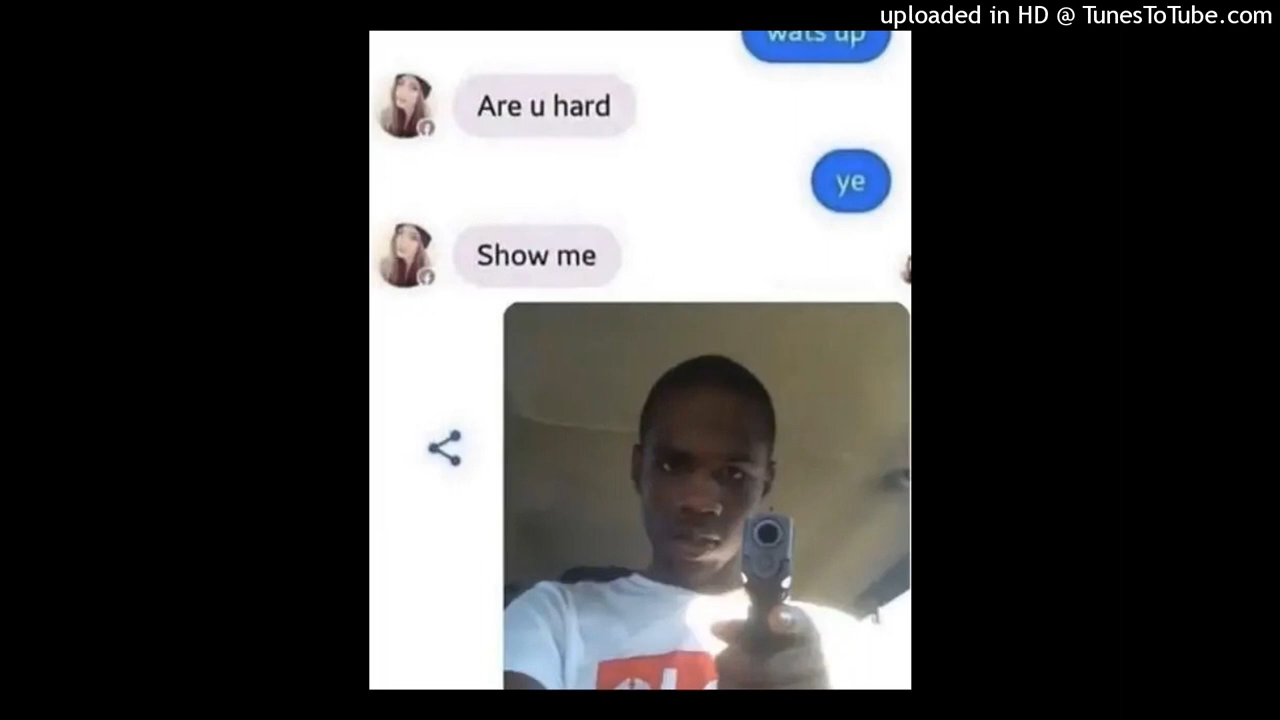 uploaded in HD @ TunesToTube.com
wats up
Are u hard
ye
Show me